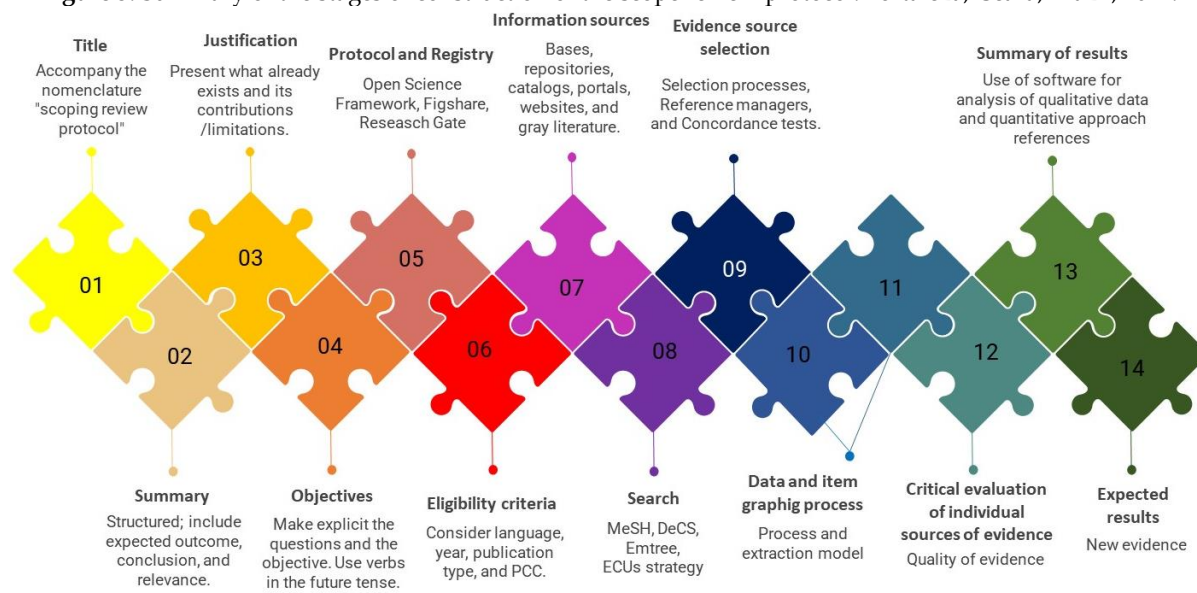 Title
Accompany the
nomenclature
"scoping review
protocol"
Justification
Present what already
exists and its
contributions
/limitations.
Protocol and Registry
Open Science
Framework, Figshare,
Reseasch Gate
Information sources
Bases,
repositories,
catalogs, portals,
websites, and
gray literature.
Evidence source
selection
Selection processes,
Reference managers,
and Concordance tests.
Summary of results
Use of software for
analysis of qualitative data
and quantitative approach
references
01
02
03
04
05
06
07
08
09
10
11
12
13
14
Summary
Structured; include
expected outcome,
conclusion, and
relevance.
Objectives
Make explicit the
questions and the
objective. Use verbs
in the future tense.
Eligibility criteria
Consider language,
year, publication
type, and PCC.
Search
MeSH, DeCS,
Emtree,
ECUs strategy
Data and item
graphig process
Process and
extraction model
Critical evaluation
of individual
sources of evidence
Quality of evidence
Expected
results
New evidence